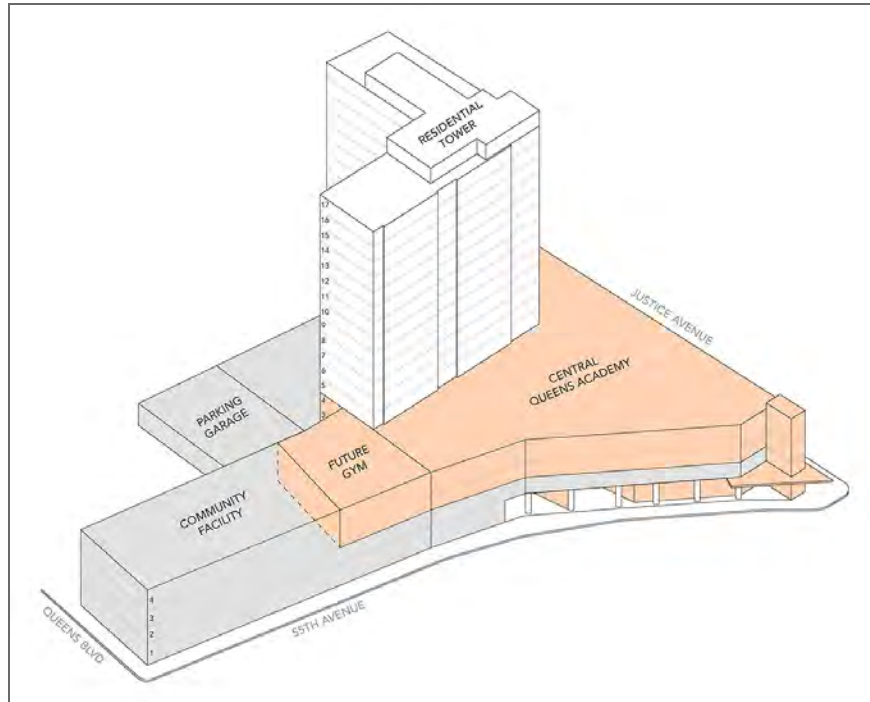 RESIDENTIAL
TOWER
17
16
15
14
13
12
11
10
9
8
7
6
5
4
3
JUSTICE AVENUE
CENTRAL
QUEENS ACADEMY
PARKING
GARAGE
FUTURE
GYM
COMMUNITY
FACILITY
4
3
2
1
55TH AVENUE
QUEENS BLVD